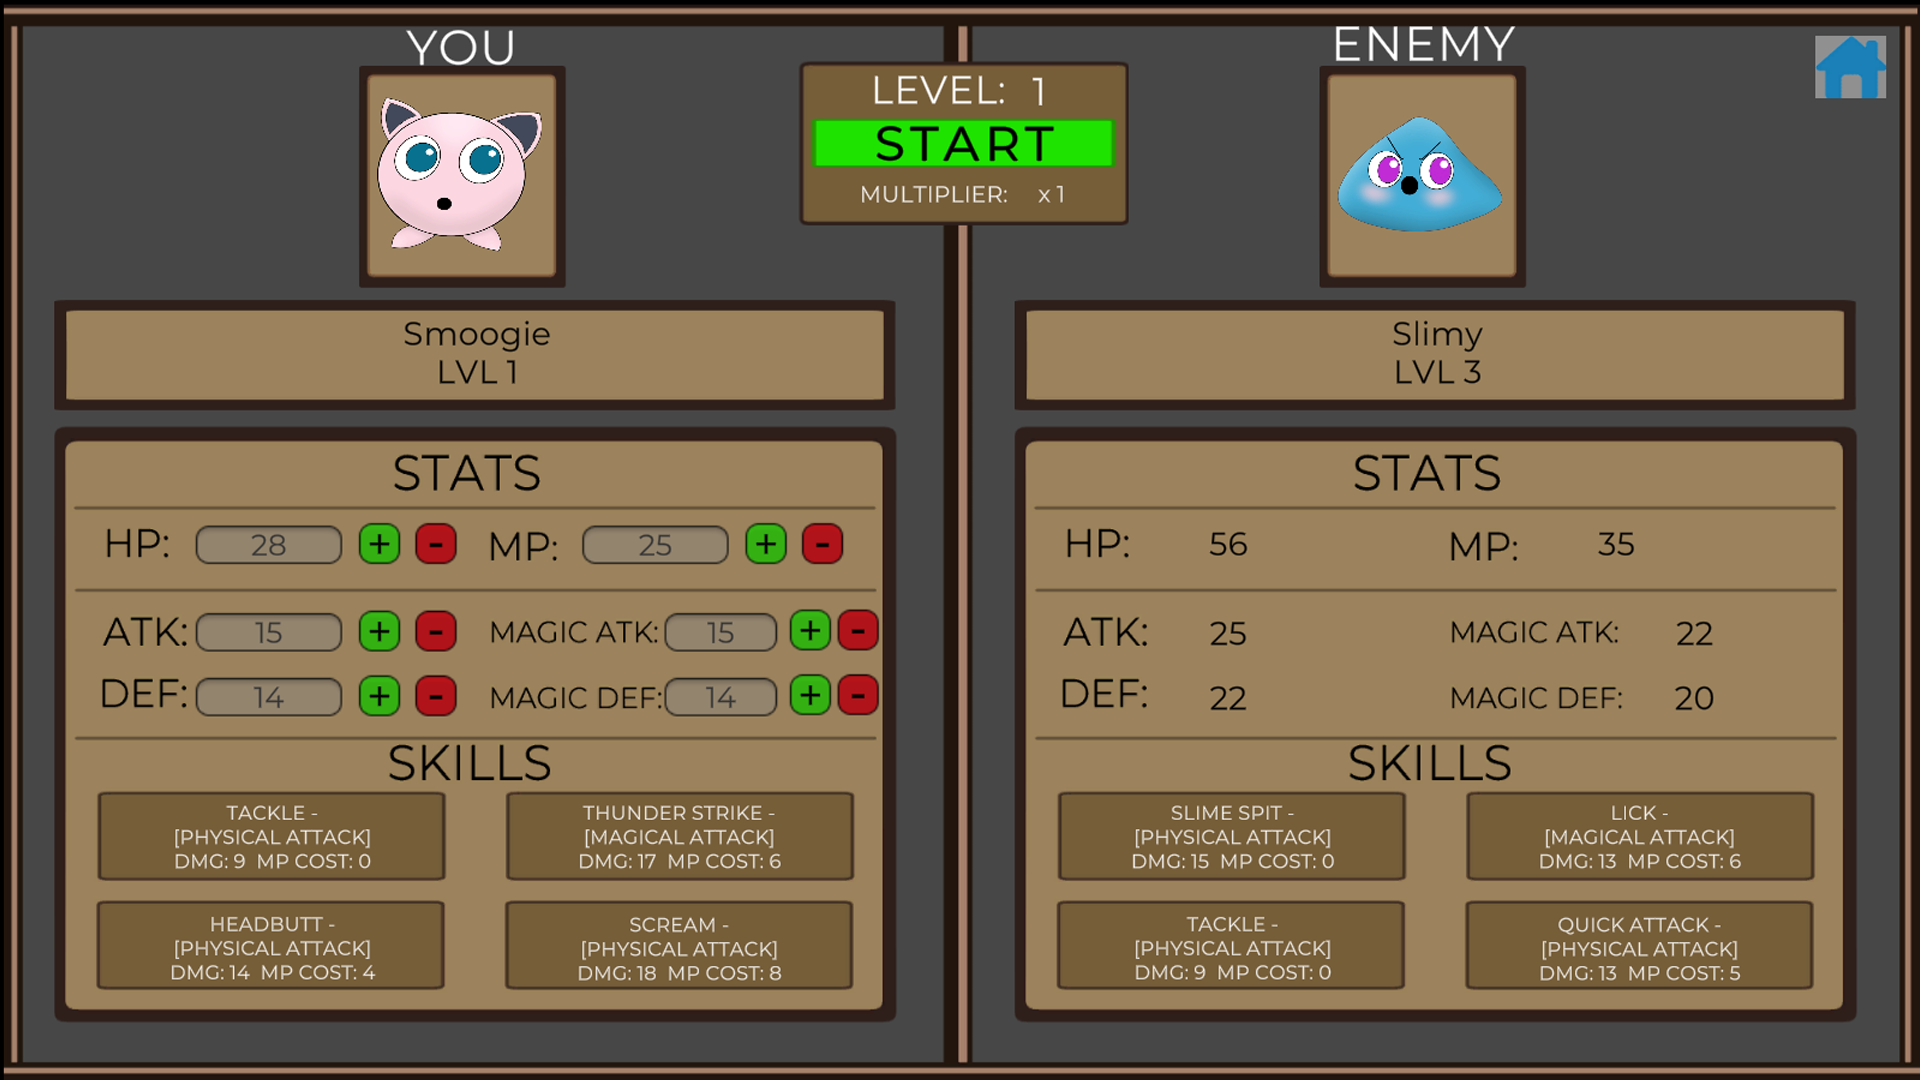 YOU
LEVEL: 1
START
MULTIPLIER: x 1
ENEMY
Smoogie
LVL 1
STATS
HP: 28 + - MP: 25 + -
ATK: 15 + - MAGIC ATK: 15 + -
DEF: 14 + - MAGIC DEF: 14 + -
SKILLS
TACKLE -
[PHYSICAL ATTACK]
DMG: 9 MP COST: 0
THUNDER STRIKE -
[MAGICAL ATTACK]
DMG: 17 MP COST: 6
HEADBUTT -
[PHYSICAL ATTACK]
DMG: 14 MP COST: 4
SCREAM -
[PHYSICAL ATTACK]
DMG: 18 MP COST: 8
Slimy
LVL 3
STATS
HP: 56 MP: 35
ATK: 25 MAGIC ATK: 22
DEF: 22 MAGIC DEF: 20
SKILLS
SLIME SPIT -
[PHYSICAL ATTACK]
DMG: 15 MP COST: 0
LICK -
[MAGICAL ATTACK]
DMG: 13 MP COST: 6
TACKLE -
[PHYSICAL ATTACK]
DMG: 9 MP COST: 0
QUICK ATTACK -
[PHYSICAL ATTACK]
DMG: 13 MP COST: 5